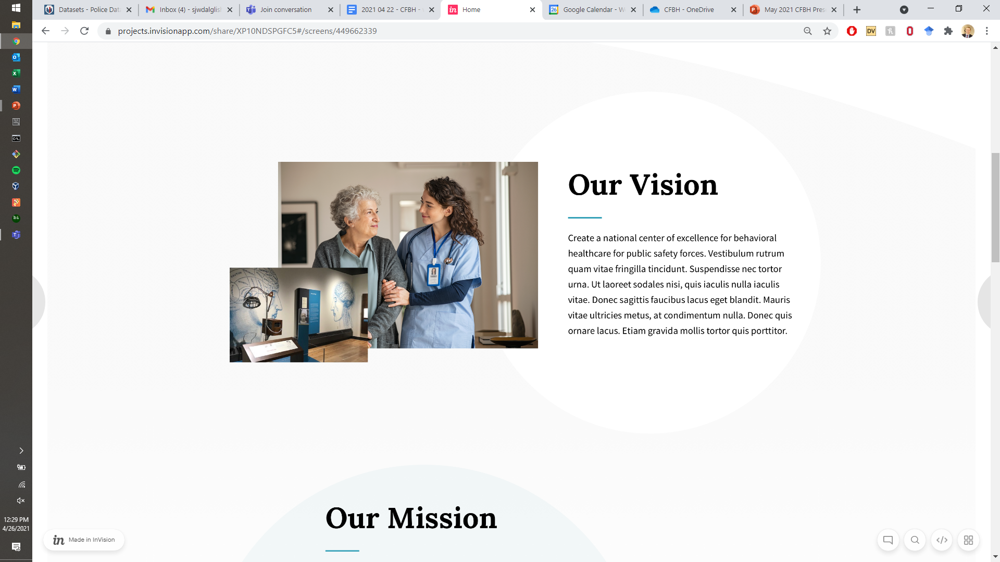 Datasets - Police Dat
Inbox (4) - sjwdalglis
Join conversation
2021 04 22 - CFBH -
Home
26
Google Calendar - W
CFBH - OneDrive
May 2021 CFBH Pres
projects.invisionapp.com/share/XP10NDSPGFC5#/screens/449662339
DV
Our Vision
Create a national center of excellence for behavioral
healthcare for public safety forces. Vestibulum rutrum
quam vitae fringilla tincidunt. Suspendisse nec tortor
urna. Ut laoreet sodales nisi, quis iaculis nulla iaculis
vitae. Donec sagittis faucibus lacus eget blandit. Mauris
vitae ultricies metus, at condimentum nulla. Donec quis
ornare lacus. Etiam gravida mollis tortor quis porttitor.
Our Mission
12:29 PM
4/26/2021
in Made in InVision